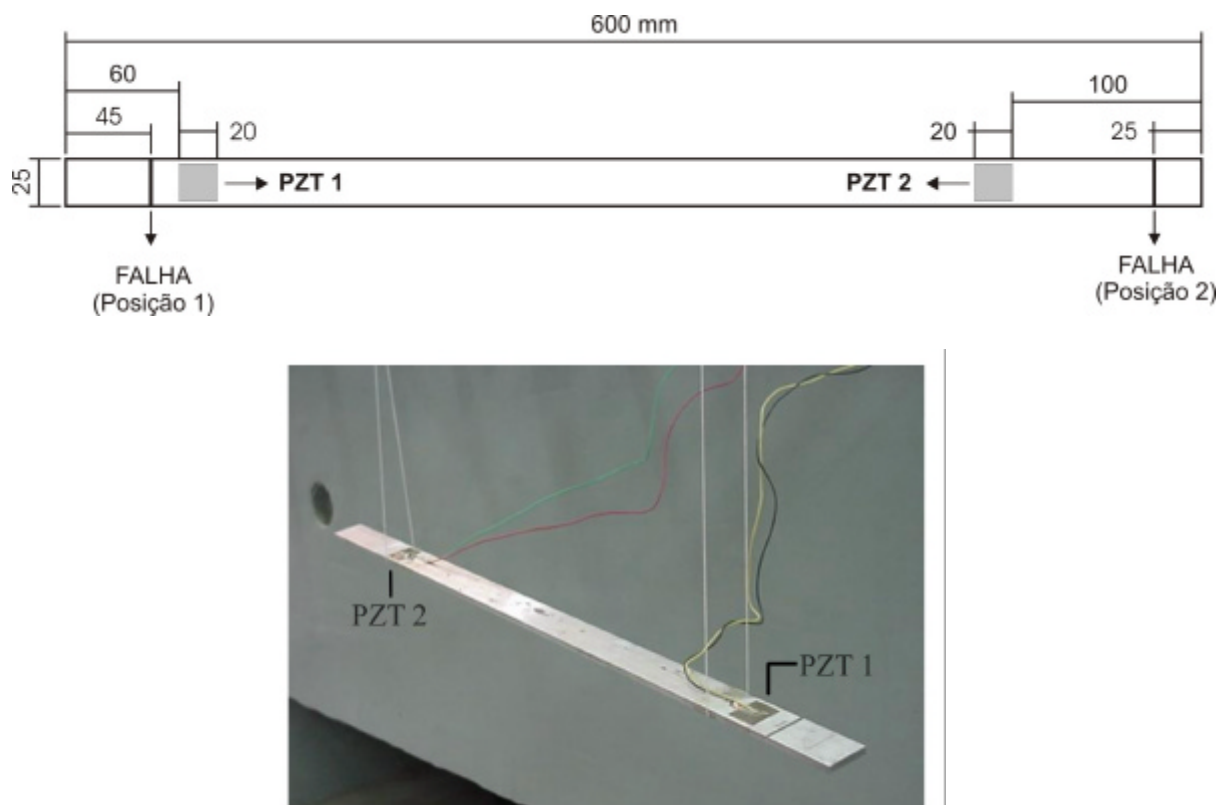 600 mm
60
100
45
20
20
25
25
PZT 1
PZT 2
FALHA
(Posição 1)
FALHA
(Posição 2)
PZT 2
PZT 1